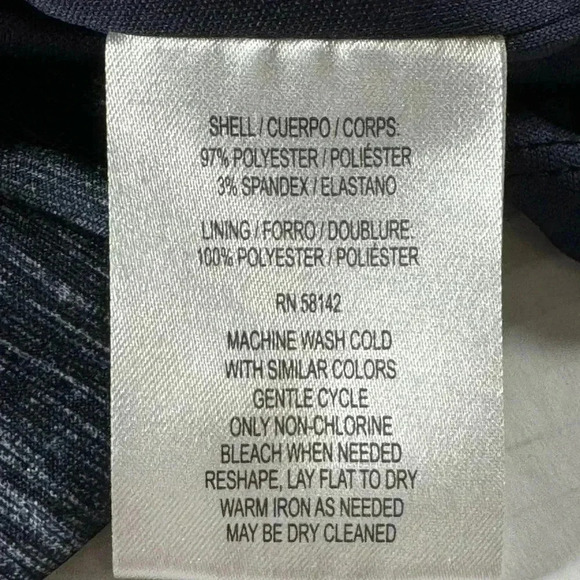 SHELL / CUERPO / CORPS:
97% POLYESTER / POLIÉSTER
3% SPANDEX / ELASTANO
LINING / FORRO / DOUBLURE:
100% POLYESTER / POLIÉSTER
RN 58142
MACHINE WASH COLD
WITH SIMILAR COLORS
GENTLE CYCLE
ONLY NON-CHLORINE
BLEACH WHEN NEEDED
RESHAPE, LAY FLAT TO DRY
WARM IRON AS NEEDED
MAY BE DRY CLEANED